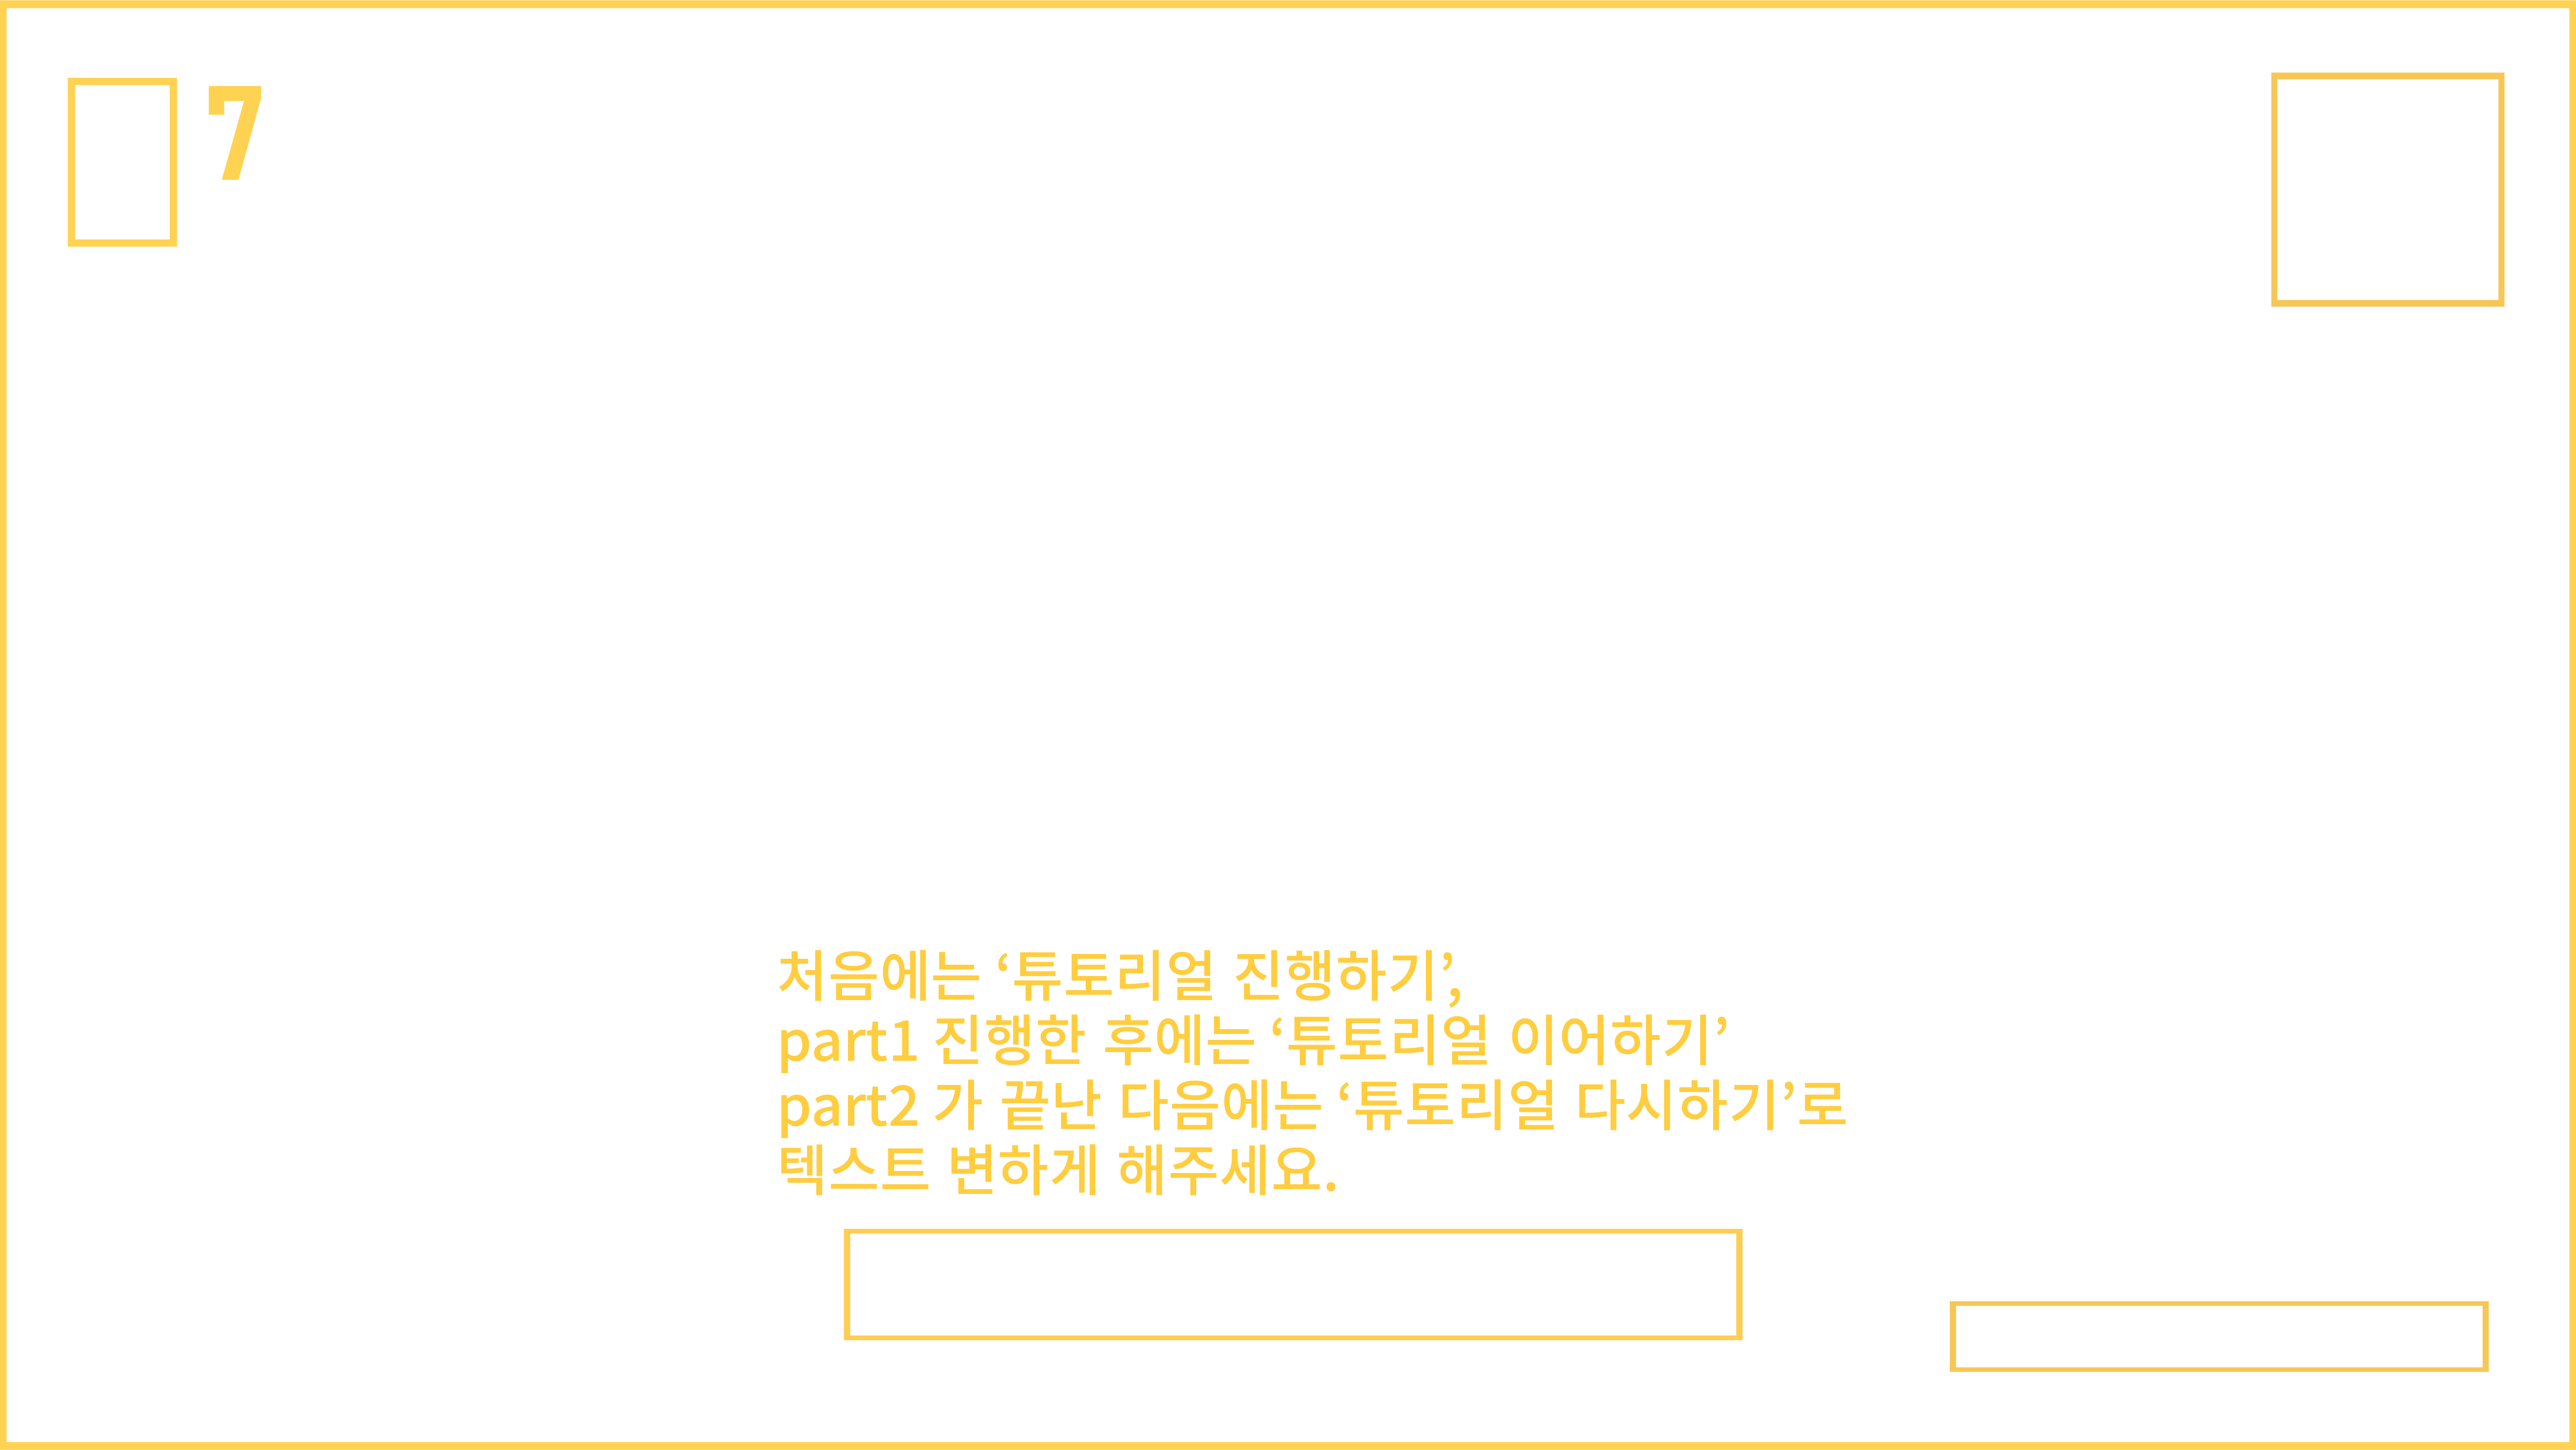 7
처음에는 ‘튜토리얼 진행하기’,
part1 진행한 후에는 ‘튜토리얼 이어하기’
part2 가 끝난 다음에는 ‘튜토리얼 다시하기’로
텍스트 변하게 해주세요.